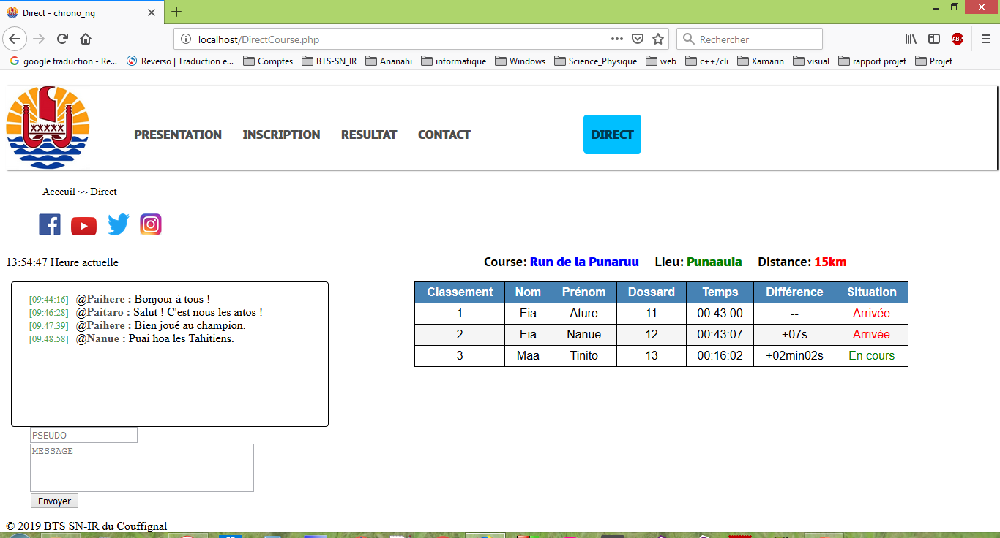 Direct - chrono_ng
localhost/DirectCourse.php
Rechercher
ABP
google traduction - Re...
Reverso | Traduction e...
Comptes
BTS-SN_IR
Ananahi
informatique
Windows
Science_Physique
web
c++/cli
Xamarin
visual
rapport projet
Projet
PRESENTATION INSCRIPTION RESULTAT CONTACT DIRECT
Acceuil >> Direct
13:54:47 Heure actuelle
[09:44:16] @Paihere : Bonjour à tous !
[09:46:28] @Paitaro : Salut ! C'est nous les aitos !
[09:47:39] @Paihere : Bien joué au champion.
[09:48:58] @Nanue : Puai hoa les Tahitiens.
PSEUDO
MESSAGE
Envoyer
Course: Run de la Punaruu Lieu: Punaauia Distance: 15km
Classement Nom Prénom Dossard Temps Différence Situation
1 Eia Ature 11 00:43:00 -- Arrivée
2 Eia Nanue 12 00:43:07 +07s Arrivée
3 Maa Tinito 13 00:16:02 +02min02s En cours
© 2019 BTS SN-IR du Couffignal